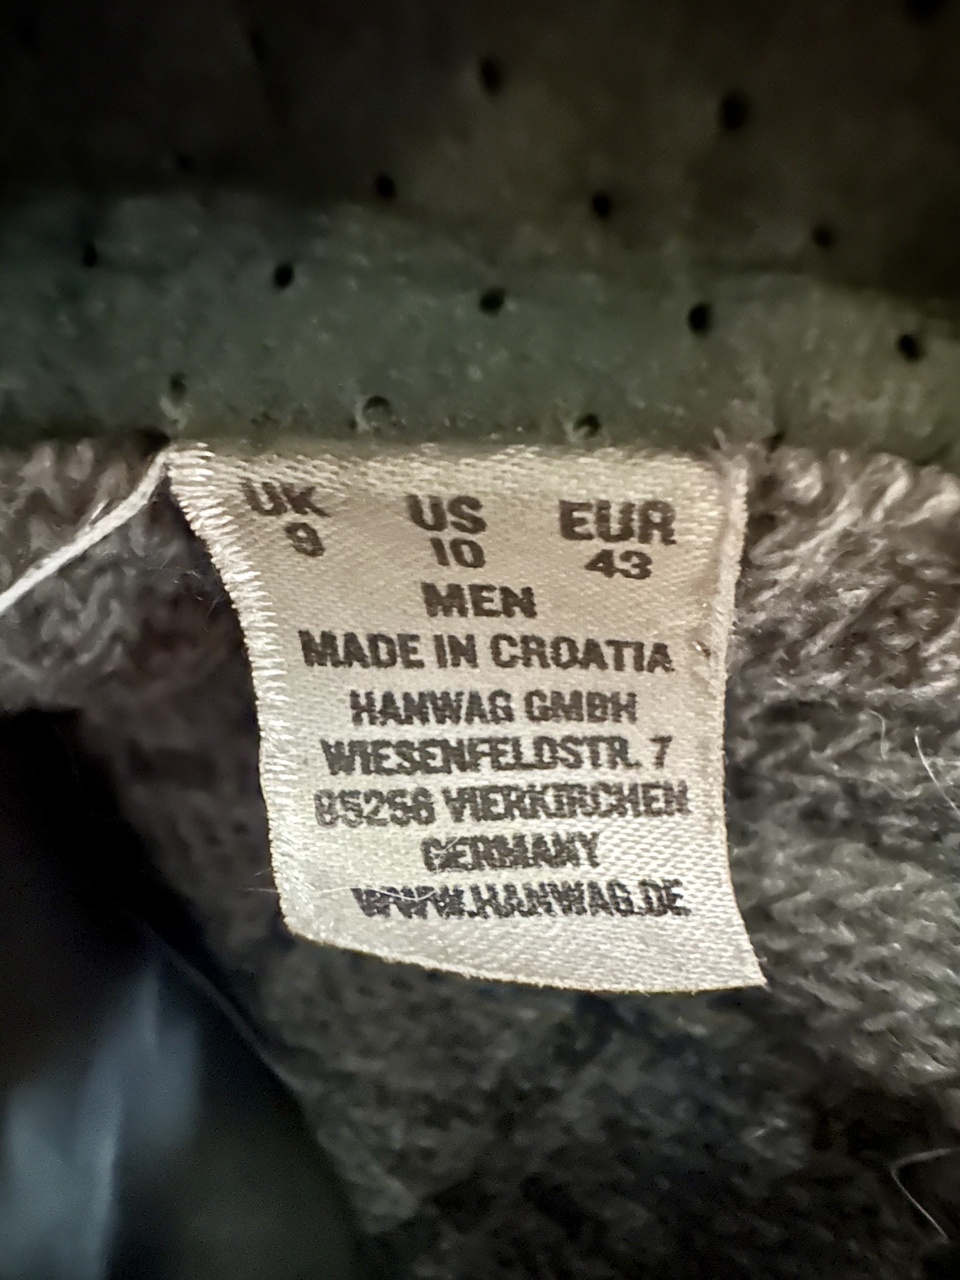 UK US EUR
9 10 43
MEN
MADE IN CROATIA
HANWAG GMBH
WIESENFELDSTR. 7
85256 VIERKIRCHEN
GERMANY
WWW.HANWAG.DE